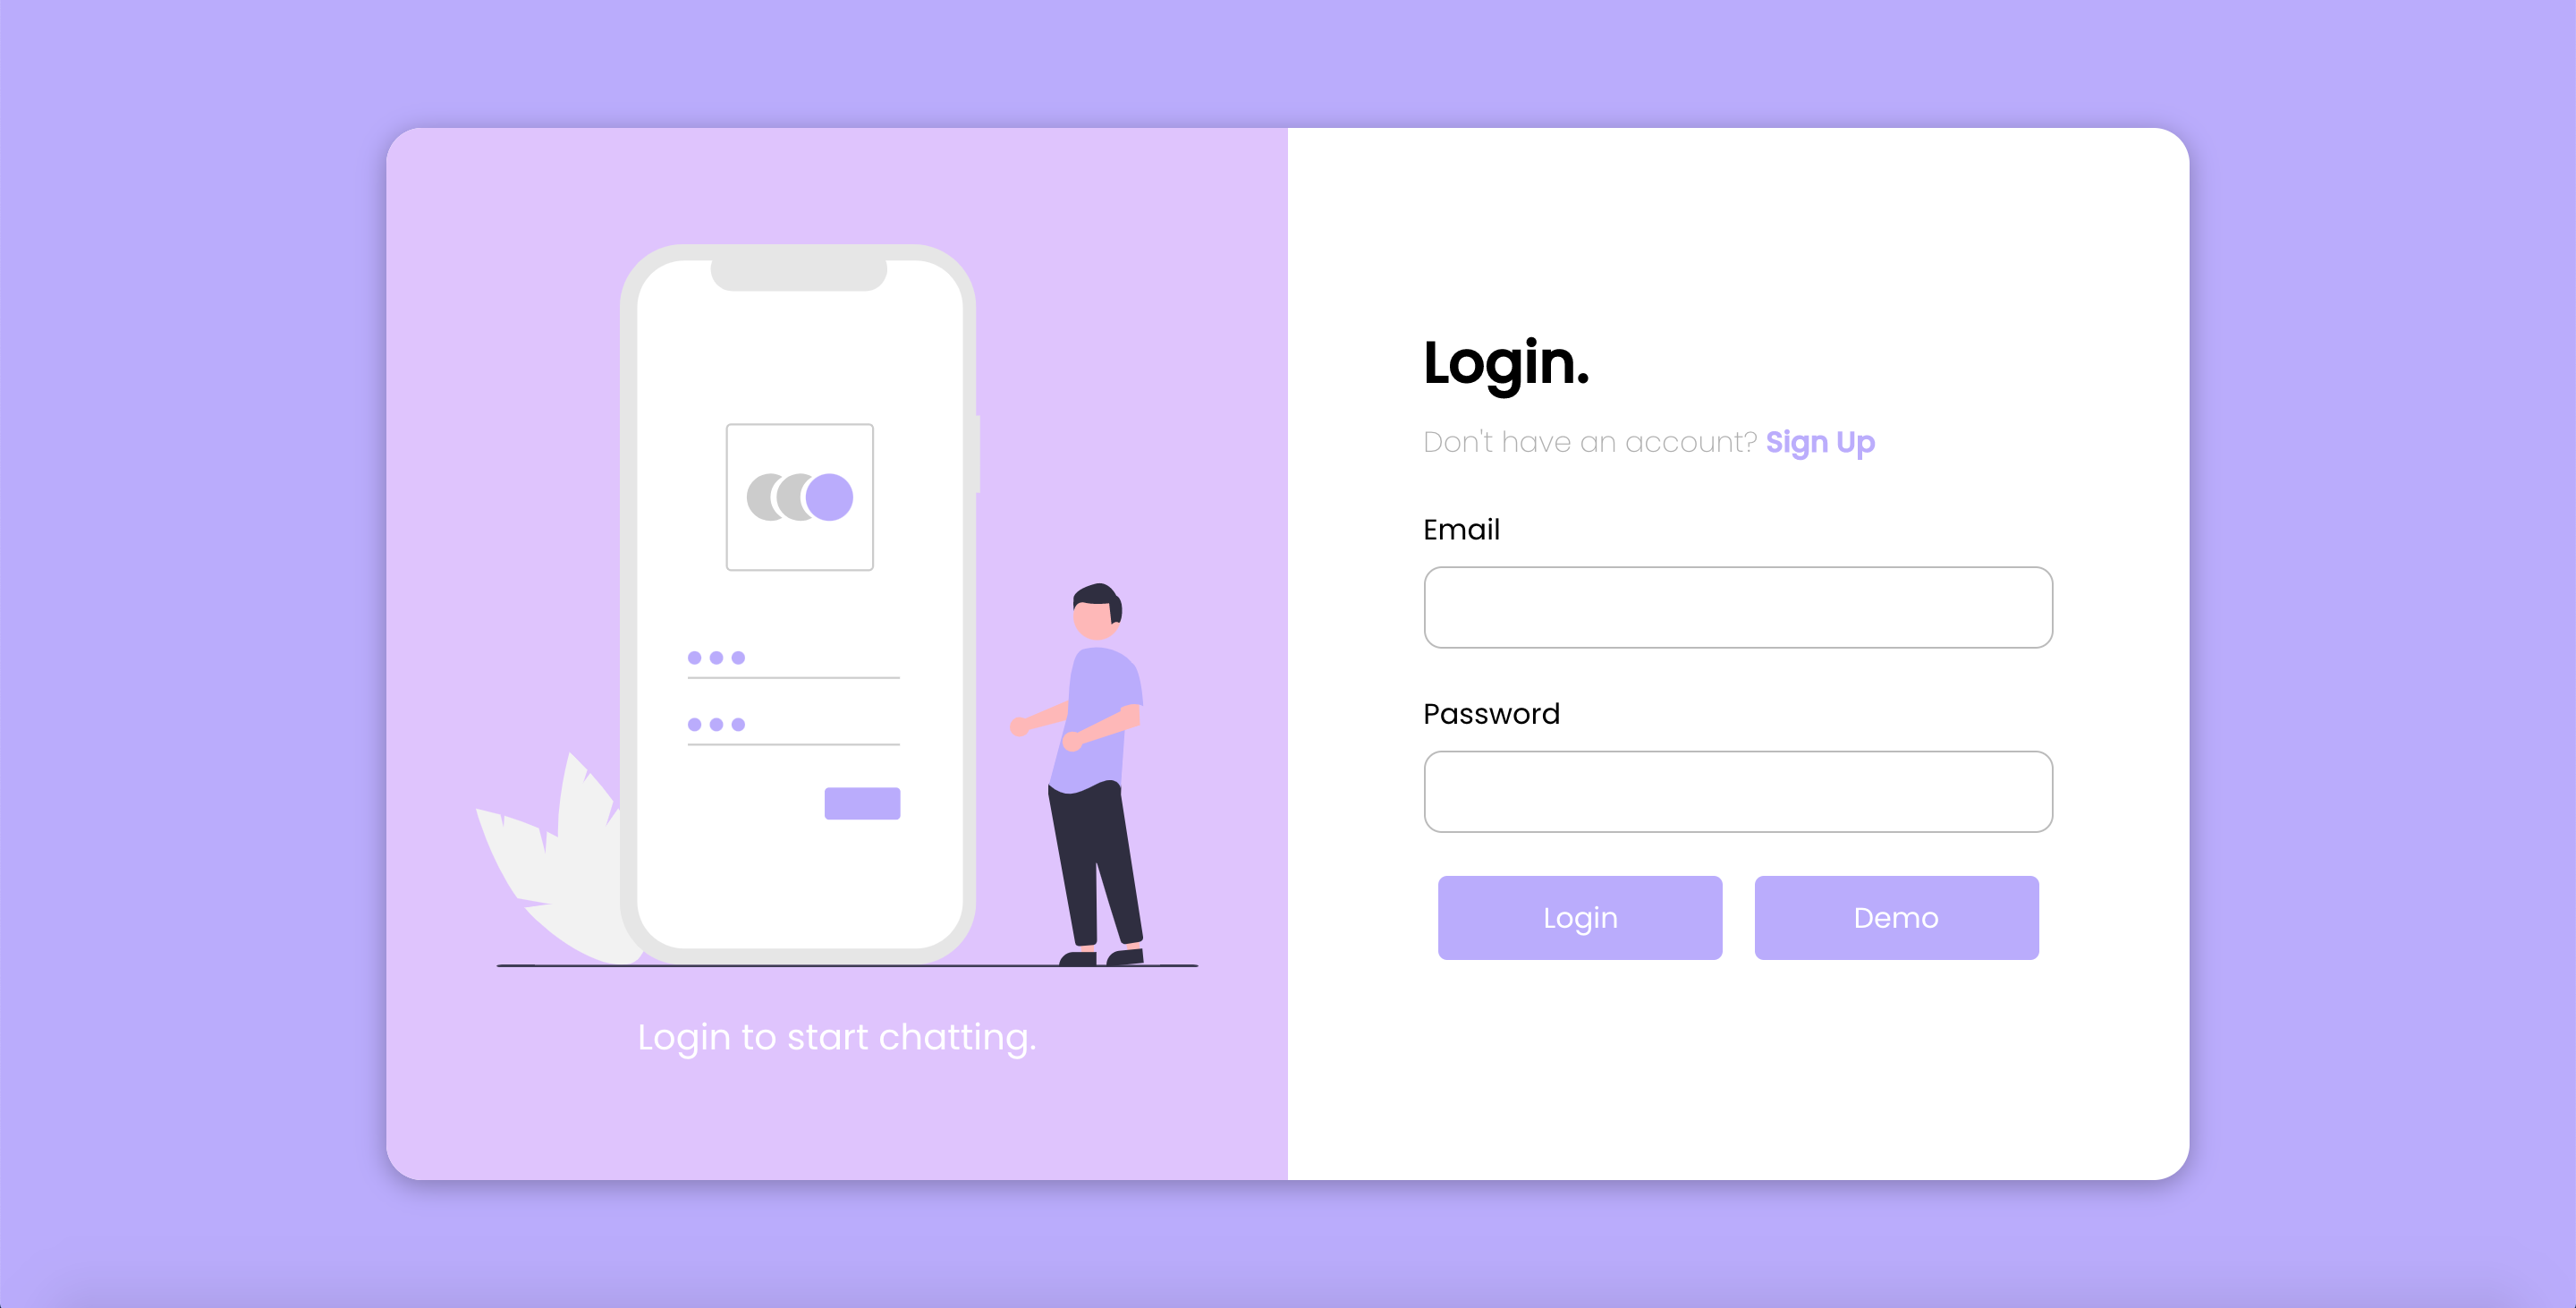 Login.
Don't have an account? Sign Up
Email
Password
Login Demo
Login to start chatting.